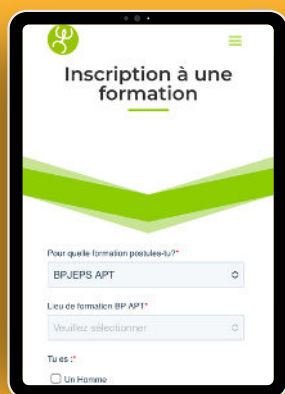 Inscription à une
formation
Pour quelle formation postules-tu?*
BPJEPS APT
Lieu de formation BP APT*
Veuillez sélectionner
Tu es :*
Un Homme